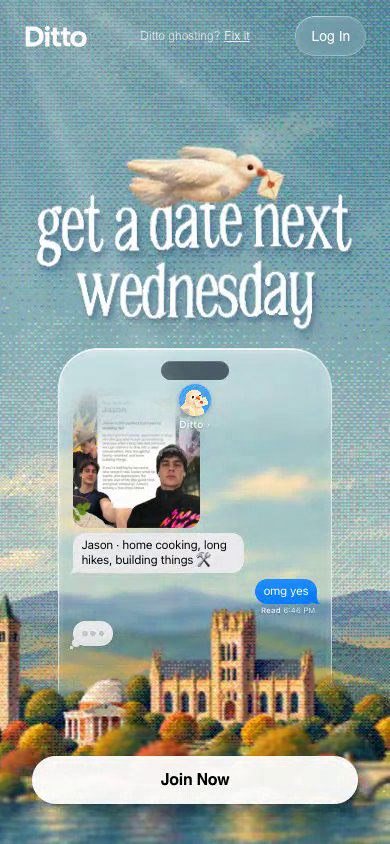 Ditto
Ditto ghosting? Fix it
Log In
get a date next
wednesday
Jason
Ditto ›
Jason · home cooking, long
hikes, building things 🛠️
omg yes
Read 6:46 PM
Join Now